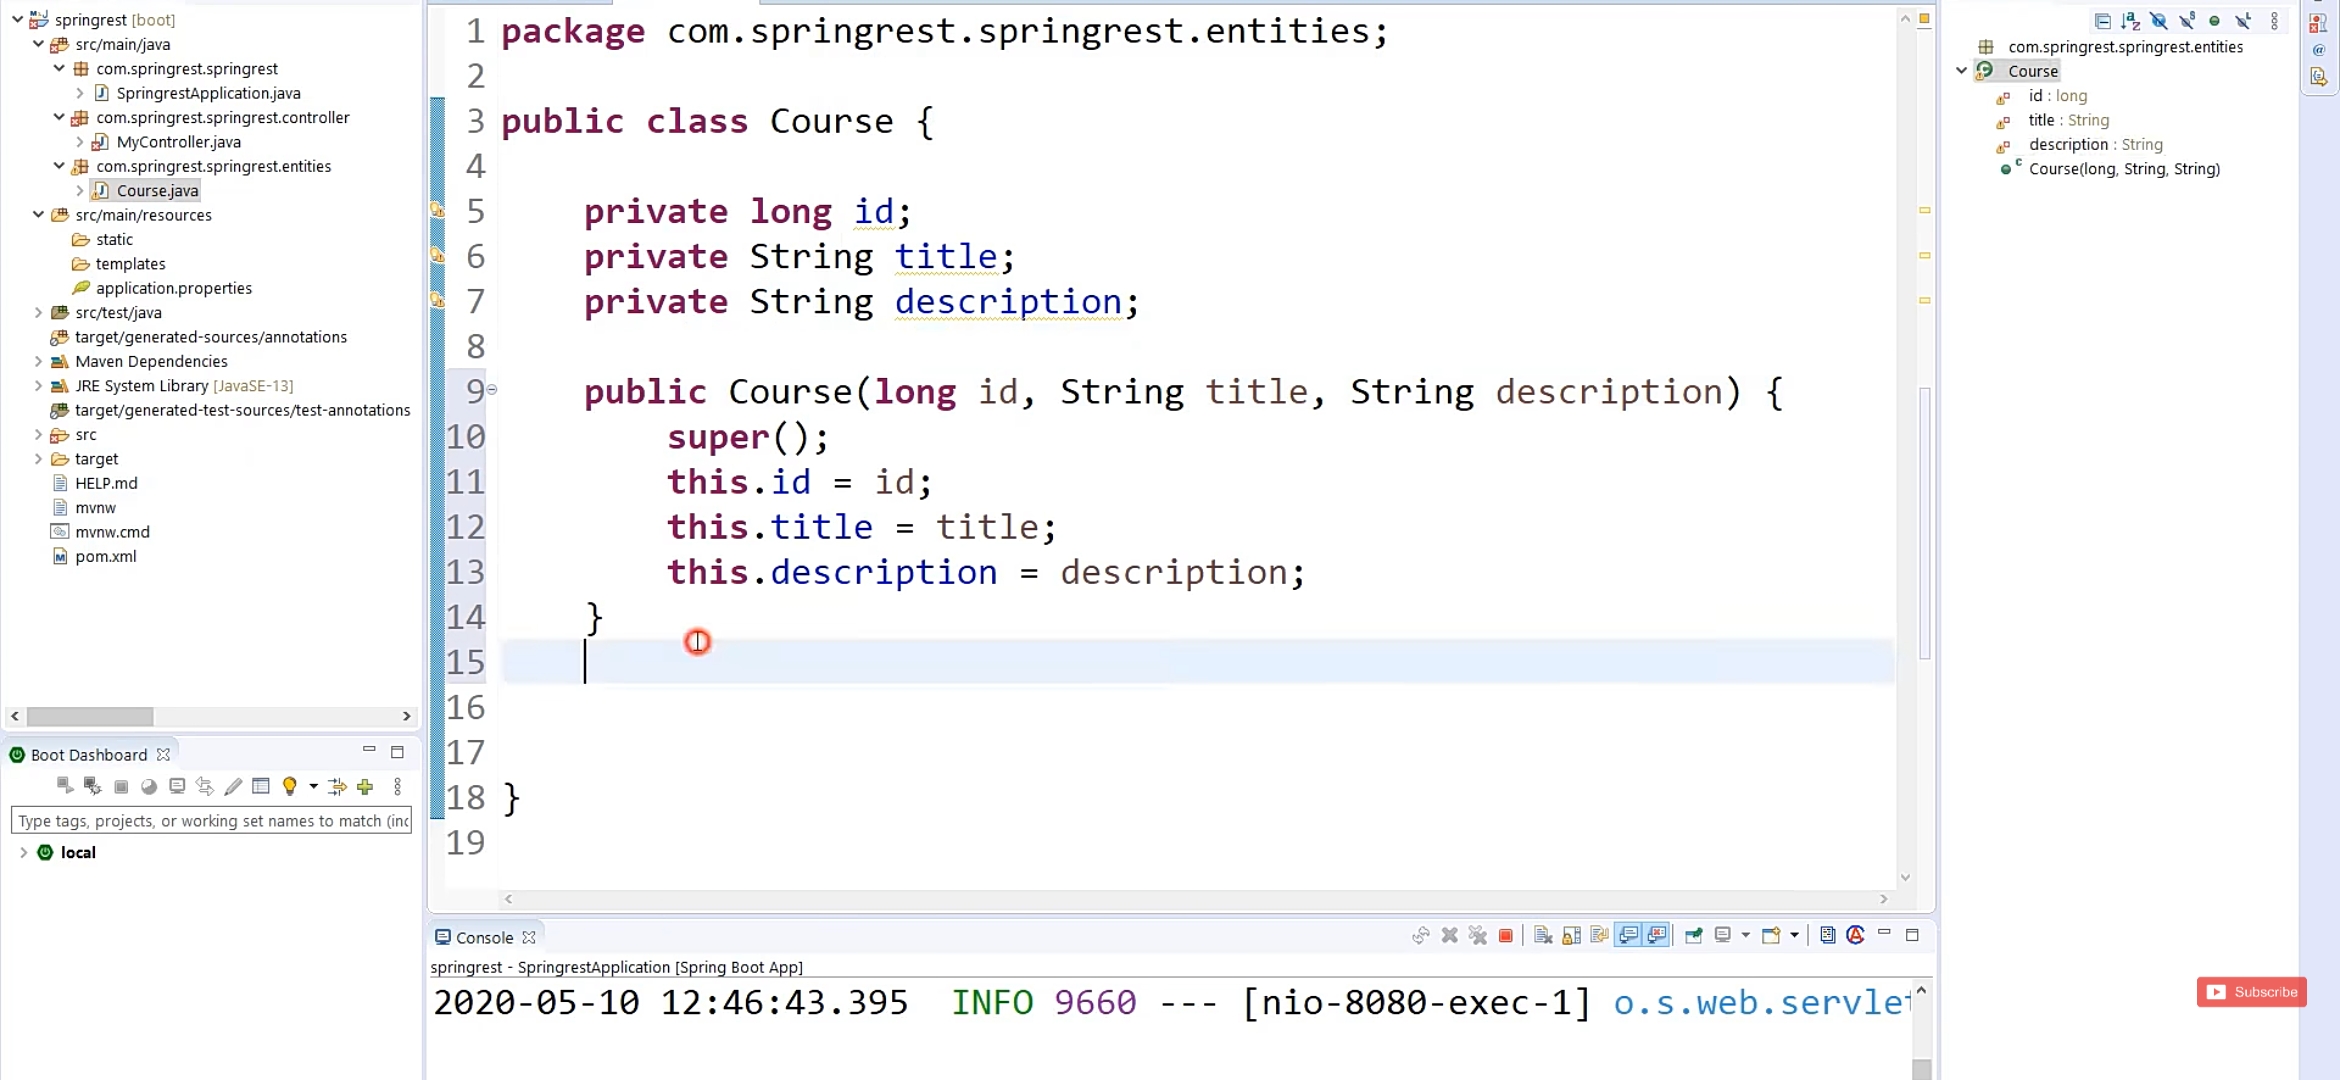 springrest [boot]
src/main/java
com.springrest.springrest
SpringrestApplication.java
com.springrest.springrest.controller
MyController.java
com.springrest.springrest.entities
Course.java
src/main/resources
static
templates
application.properties
src/test/java
target/generated-sources/annotations
Maven Dependencies
JRE System Library [JavaSE-13]
target/generated-test-sources/test-annotations
src
target
HELP.md
mvnw
mvnw.cmd
pom.xml
Boot Dashboard
Type tags, projects, or working set names to match (inc
local
1 package com.springrest.springrest.entities;
2
3 public class Course {
4
5 private long id;
6 private String title;
7 private String description;
8
9 public Course(long id, String title, String description) {
10 super();
11 this.id = id;
12 this.title = title;
13 this.description = description;
14 }
15
16
17
18 }
19
Console
springrest - SpringrestApplication [Spring Boot App]
2020-05-10 12:46:43.395 INFO 9660 --- [nio-8080-exec-1] o.s.web.servlet
com.springrest.springrest.entities
Course
id : long
title : String
description : String
Course(long, String, String)
Subscribe